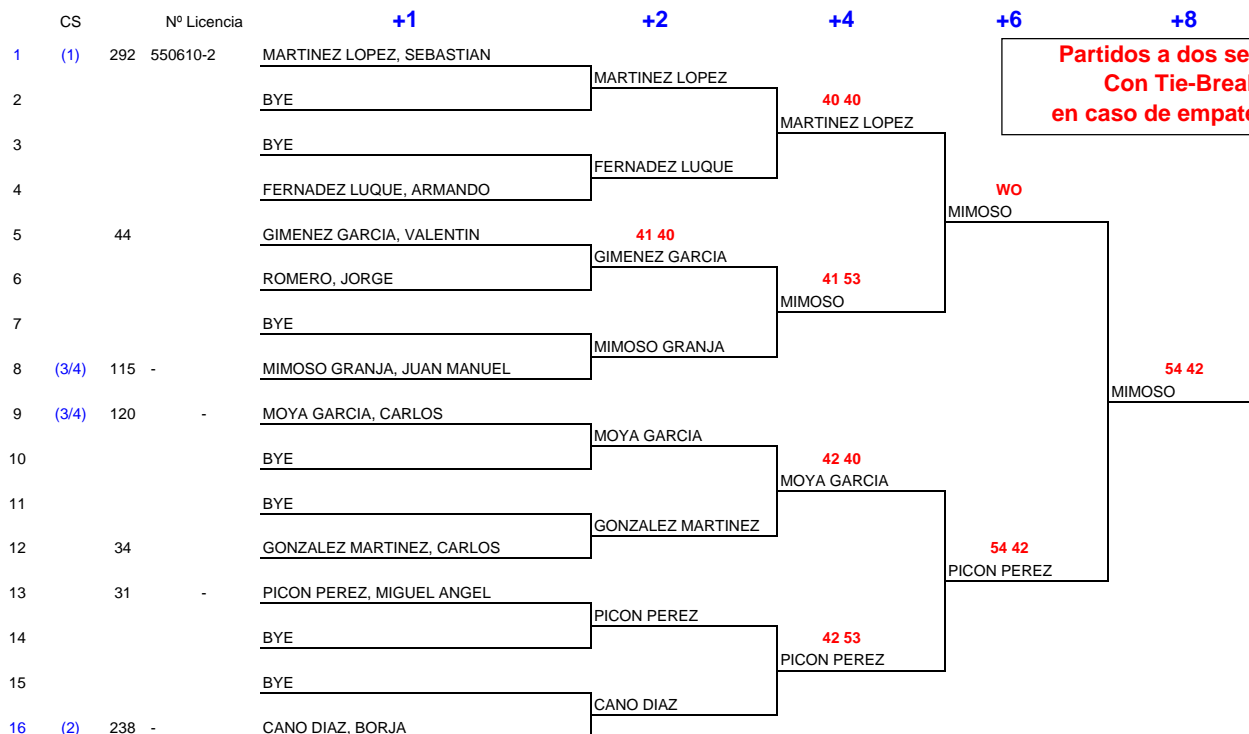 CS Nº Licencia +1 +2 +4 +6 +8
Partidos a dos se
Con Tie-Brea
en caso de empat
1 (1) 292 550610-2 MARTINEZ LOPEZ, SEBASTIAN
MARTINEZ LOPEZ
2 BYE 40 40
MARTINEZ LOPEZ
3 BYE
FERNADEZ LUQUE
4 FERNADEZ LUQUE, ARMANDO WO
MIMOSO
5 44 GIMENEZ GARCIA, VALENTIN 41 40
GIMENEZ GARCIA
6 ROMERO, JORGE 41 53
MIMOSO
7 BYE
MIMOSO GRANJA
8 (3/4) 115 - MIMOSO GRANJA, JUAN MANUEL 54 42
MIMOSO
9 (3/4) 120 - MOYA GARCIA, CARLOS
MOYA GARCIA
10 BYE 42 40
MOYA GARCIA
11 BYE
GONZALEZ MARTINEZ
12 34 GONZALEZ MARTINEZ, CARLOS 54 42
PICON PEREZ
13 31 - PICON PEREZ, MIGUEL ANGEL
PICON PEREZ
14 BYE 42 53
PICON PEREZ
15 BYE
CANO DIAZ
16 (2) 238 - CANO DIAZ, BORJA